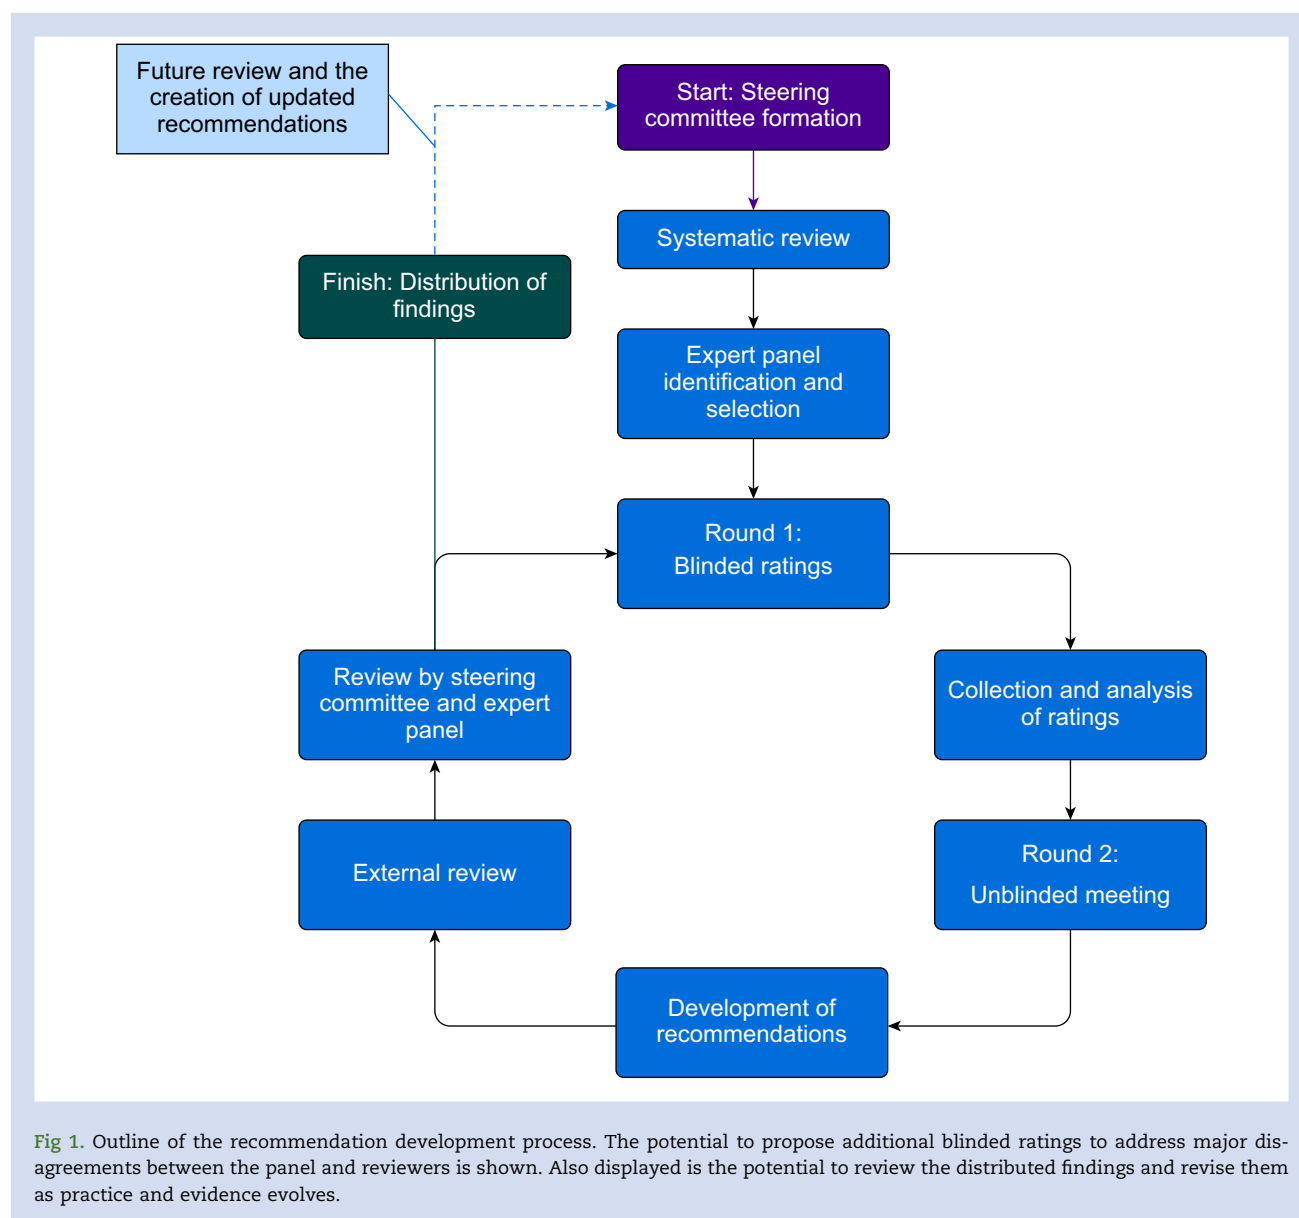 Future review and the
creation of updated
recommendations
Start: Steering
committee formation
Systematic review
Finish: Distribution of
findings
Expert panel
identification and
selection
Round 1:
Blinded ratings
Review by steering
committee and expert
panel
Collection and analysis
of ratings
External review
Round 2:
Unblinded meeting
Development of
recommendations
Fig 1. Outline of the recommendation development process. The potential to propose additional blinded ratings to address major dis-
agreements between the panel and reviewers is shown. Also displayed is the potential to review the distributed findings and revise them
as practice and evidence evolves.